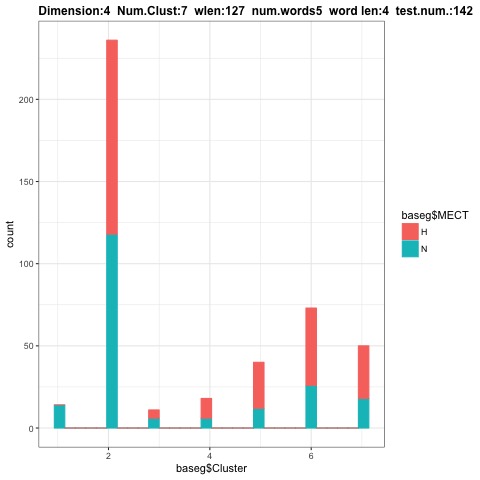 Dimension:4  Num.Clust:7  wlen:127  num.words5  word len:4  test.num.:142
200
150
100
50
0
count
2 4 6
baseg$Cluster
baseg$MECT
H
N